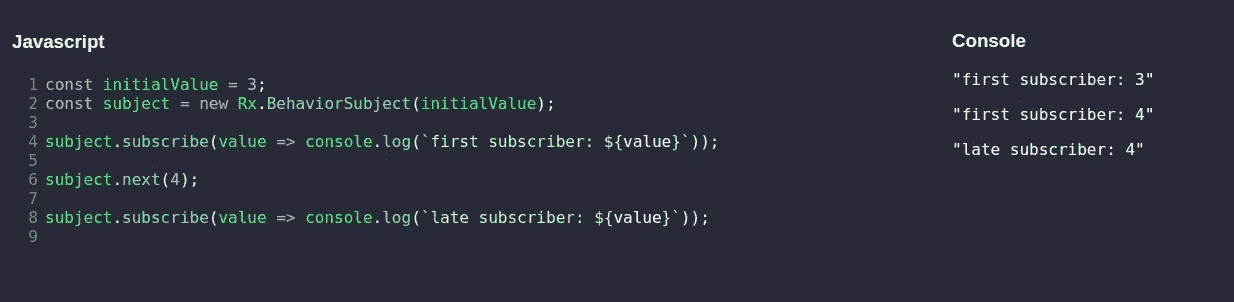 Javascript
1 const initialValue = 3;
2 const subject = new Rx.BehaviorSubject(initialValue);
3
4 subject.subscribe(value => console.log(`first subscriber: ${value}`));
5
6 subject.next(4);
7
8 subject.subscribe(value => console.log(`late subscriber: ${value}`));
9
Console
"first subscriber: 3"
"first subscriber: 4"
"late subscriber: 4"